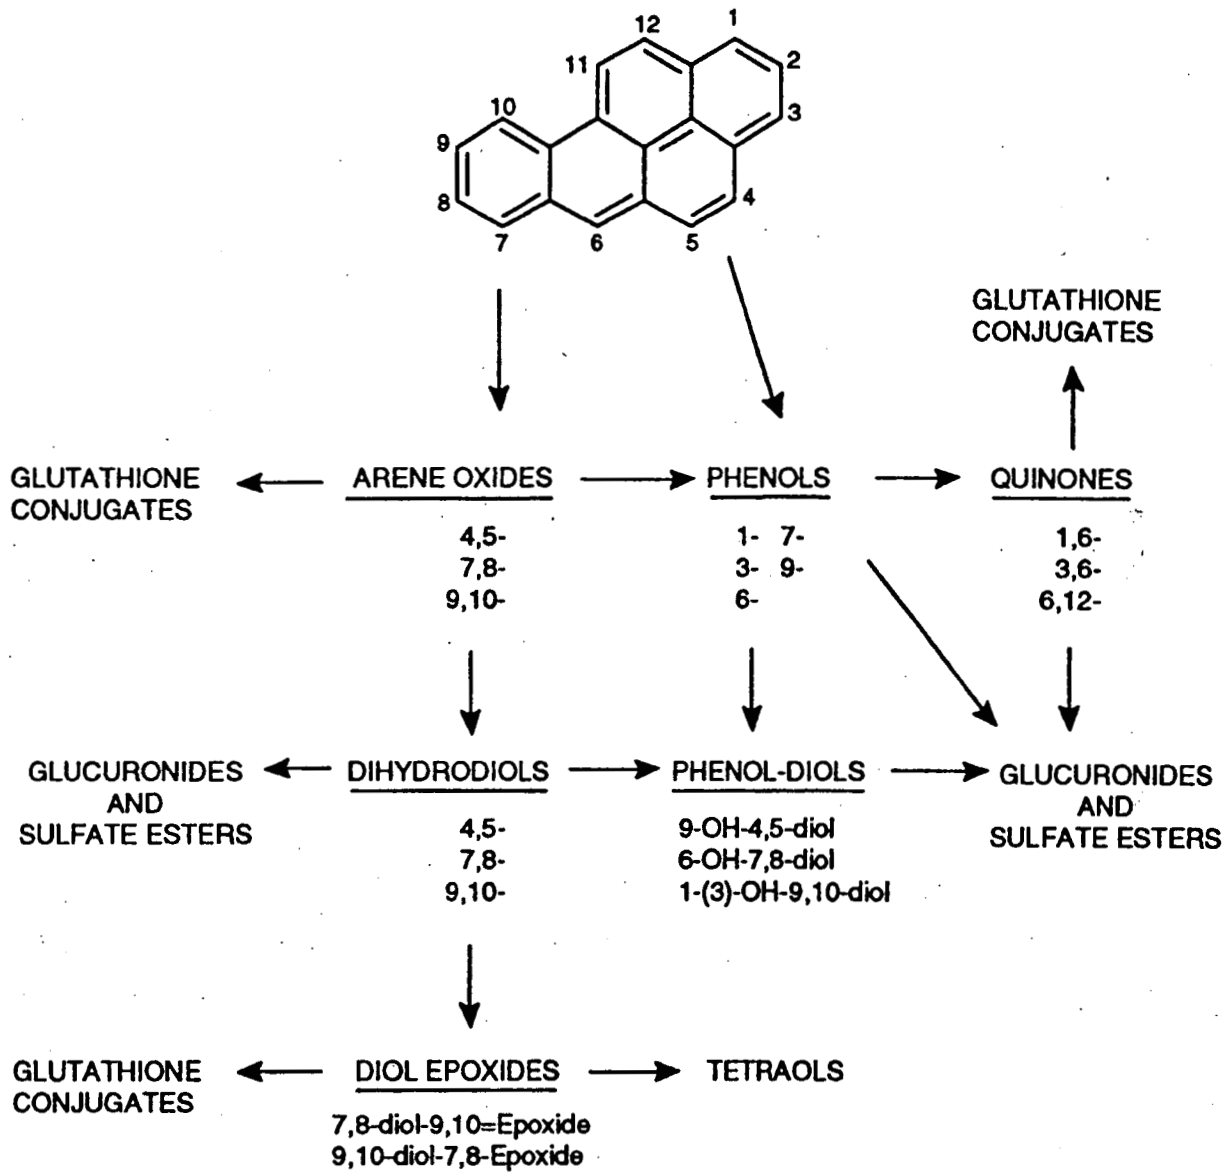 12
1
11
2
10
3
9
8
4
7
6
5
GLUTATHIONE
CONJUGATES
GLUTATHIONE
CONJUGATES
ARENE OXIDES
4,5-
7,8-
9,10-
PHENOLS
1- 7-
3- 9-
6-
QUINONES
1,6-
3,6-
6,12-
GLUCURONIDES
AND
SULFATE ESTERS
DIHYDRODIOLS
4,5-
7,8-
9,10-
PHENOL-DIOLS
9-OH-4,5-diol
6-OH-7,8-diol
1-(3)-OH-9,10-diol
GLUCURONIDES
AND
SULFATE ESTERS
GLUTATHIONE
CONJUGATES
DIOL EPOXIDES
7,8-diol-9,10=Epoxide
9,10-diol-7,8-Epoxide
TETRAOLS